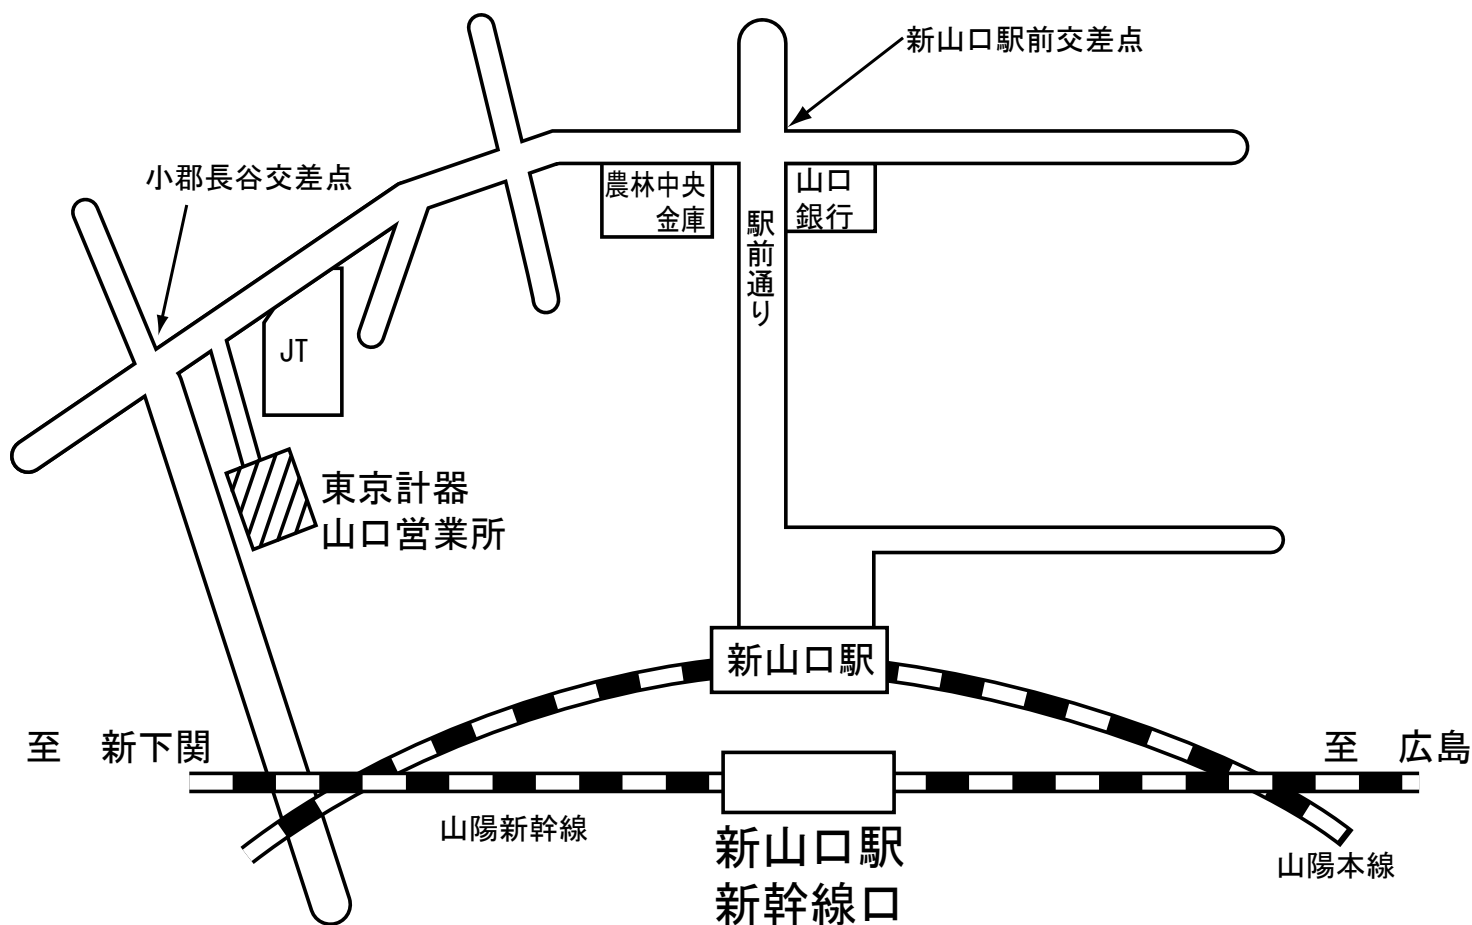 新山口駅前交差点
小郡長谷交差点
農林中央
金庫
山口
銀行
駅前通り
JT
東京計器
山口営業所
新山口駅
至　新下関
至　広島
山陽新幹線
新山口駅
新幹線口
山陽本線